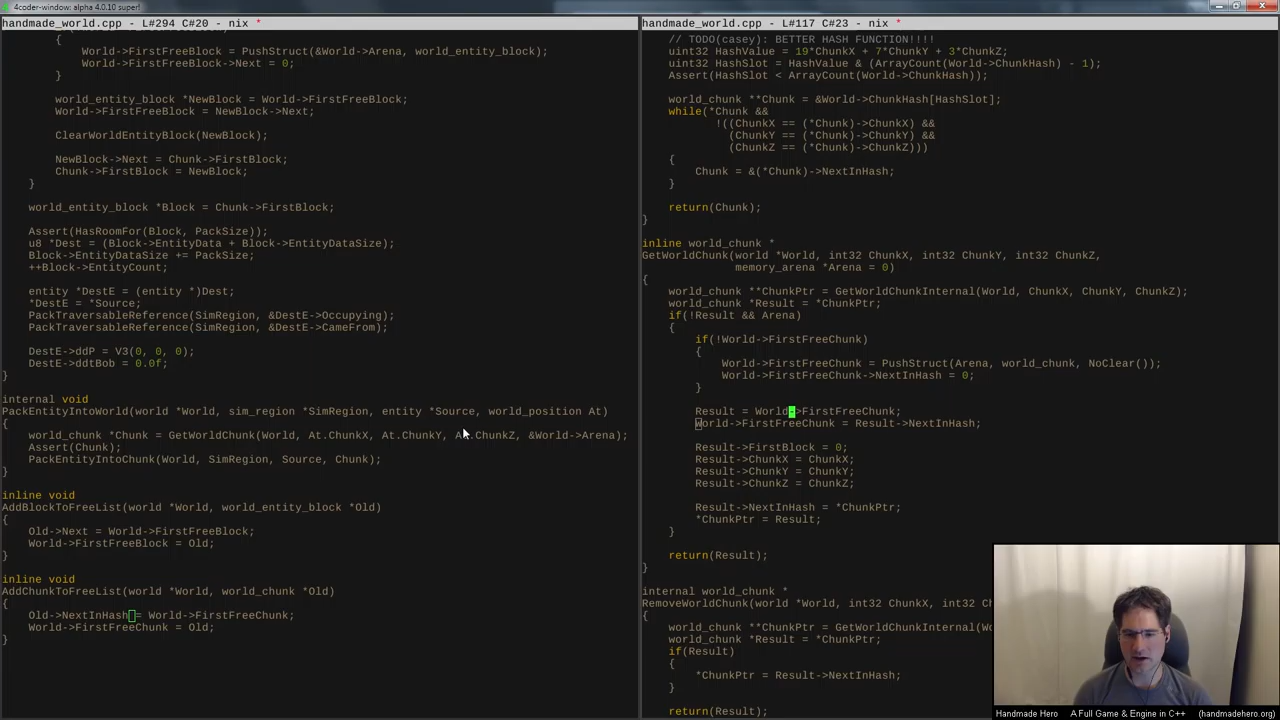 4coder-window: alpha 4.0.10 super!
handmade_world.cpp - L#294 C#20 - nix *
{
World->FirstFreeBlock = PushStruct(&World->Arena, world_entity_block);
World->FirstFreeBlock->Next = 0;
}
world_entity_block *NewBlock = World->FirstFreeBlock;
World->FirstFreeBlock = NewBlock->Next;
ClearWorldEntityBlock(NewBlock);
NewBlock->Next = Chunk->FirstBlock;
Chunk->FirstBlock = NewBlock;
}
world_entity_block *Block = Chunk->FirstBlock;
Assert(HasRoomFor(Block, PackSize));
u8 *Dest = (Block->EntityData + Block->EntityDataSize);
Block->EntityDataSize += PackSize;
++Block->EntityCount;
entity *DestE = (entity *)Dest;
*DestE = *Source;
PackTraversableReference(SimRegion, &DestE->Occupying);
PackTraversableReference(SimRegion, &DestE->CameFrom);
DestE->ddP = V3(0, 0, 0);
DestE->ddtBob = 0.0f;
}
internal void
PackEntityIntoWorld(world *World, sim_region *SimRegion, entity *Source, world_position At)
{
world_chunk *Chunk = GetWorldChunk(World, At.ChunkX, At.ChunkY, At.ChunkZ, &World->Arena);
Assert(Chunk);
PackEntityIntoChunk(World, SimRegion, Source, Chunk);
}
inline void
AddBlockToFreeList(world *World, world_entity_block *Old)
{
Old->Next = World->FirstFreeBlock;
World->FirstFreeBlock = Old;
}
inline void
AddChunkToFreeList(world *World, world_chunk *Old)
{
Old->NextInHash = World->FirstFreeChunk;
World->FirstFreeChunk = Old;
}
handmade_world.cpp - L#117 C#23 - nix *
// TODO(casey): BETTER HASH FUNCTION!!!!
uint32 HashValue = 19*ChunkX + 7*ChunkY + 3*ChunkZ;
uint32 HashSlot = HashValue & (ArrayCount(World->ChunkHash) - 1);
Assert(HashSlot < ArrayCount(World->ChunkHash));
world_chunk **Chunk = &World->ChunkHash[HashSlot];
while(*Chunk &&
!((ChunkX == (*Chunk)->ChunkX) &&
(ChunkY == (*Chunk)->ChunkY) &&
(ChunkZ == (*Chunk)->ChunkZ)))
{
Chunk = &(*Chunk)->NextInHash;
}
return(Chunk);
}
inline world_chunk *
GetWorldChunk(world *World, int32 ChunkX, int32 ChunkY, int32 ChunkZ,
memory_arena *Arena = 0)
{
world_chunk **ChunkPtr = GetWorldChunkInternal(World, ChunkX, ChunkY, ChunkZ);
world_chunk *Result = *ChunkPtr;
if(!Result && Arena)
{
if(!World->FirstFreeChunk)
{
World->FirstFreeChunk = PushStruct(Arena, world_chunk, NoClear());
World->FirstFreeChunk->NextInHash = 0;
}
Result = World->FirstFreeChunk;
World->FirstFreeChunk = Result->NextInHash;
Result->FirstBlock = 0;
Result->ChunkX = ChunkX;
Result->ChunkY = ChunkY;
Result->ChunkZ = ChunkZ;
Result->NextInHash = *ChunkPtr;
*ChunkPtr = Result;
}
return(Result);
}
internal world_chunk *
RemoveWorldChunk(world *World, int32 ChunkX, int32 C
{
world_chunk **ChunkPtr = GetWorldChunkInternal(W
world_chunk *Result = *ChunkPtr;
if(Result)
{
*ChunkPtr = Result->NextInHash;
}
return(Result);
Handmade Hero A Full Game & Engine in C++ (handmadehero.org)